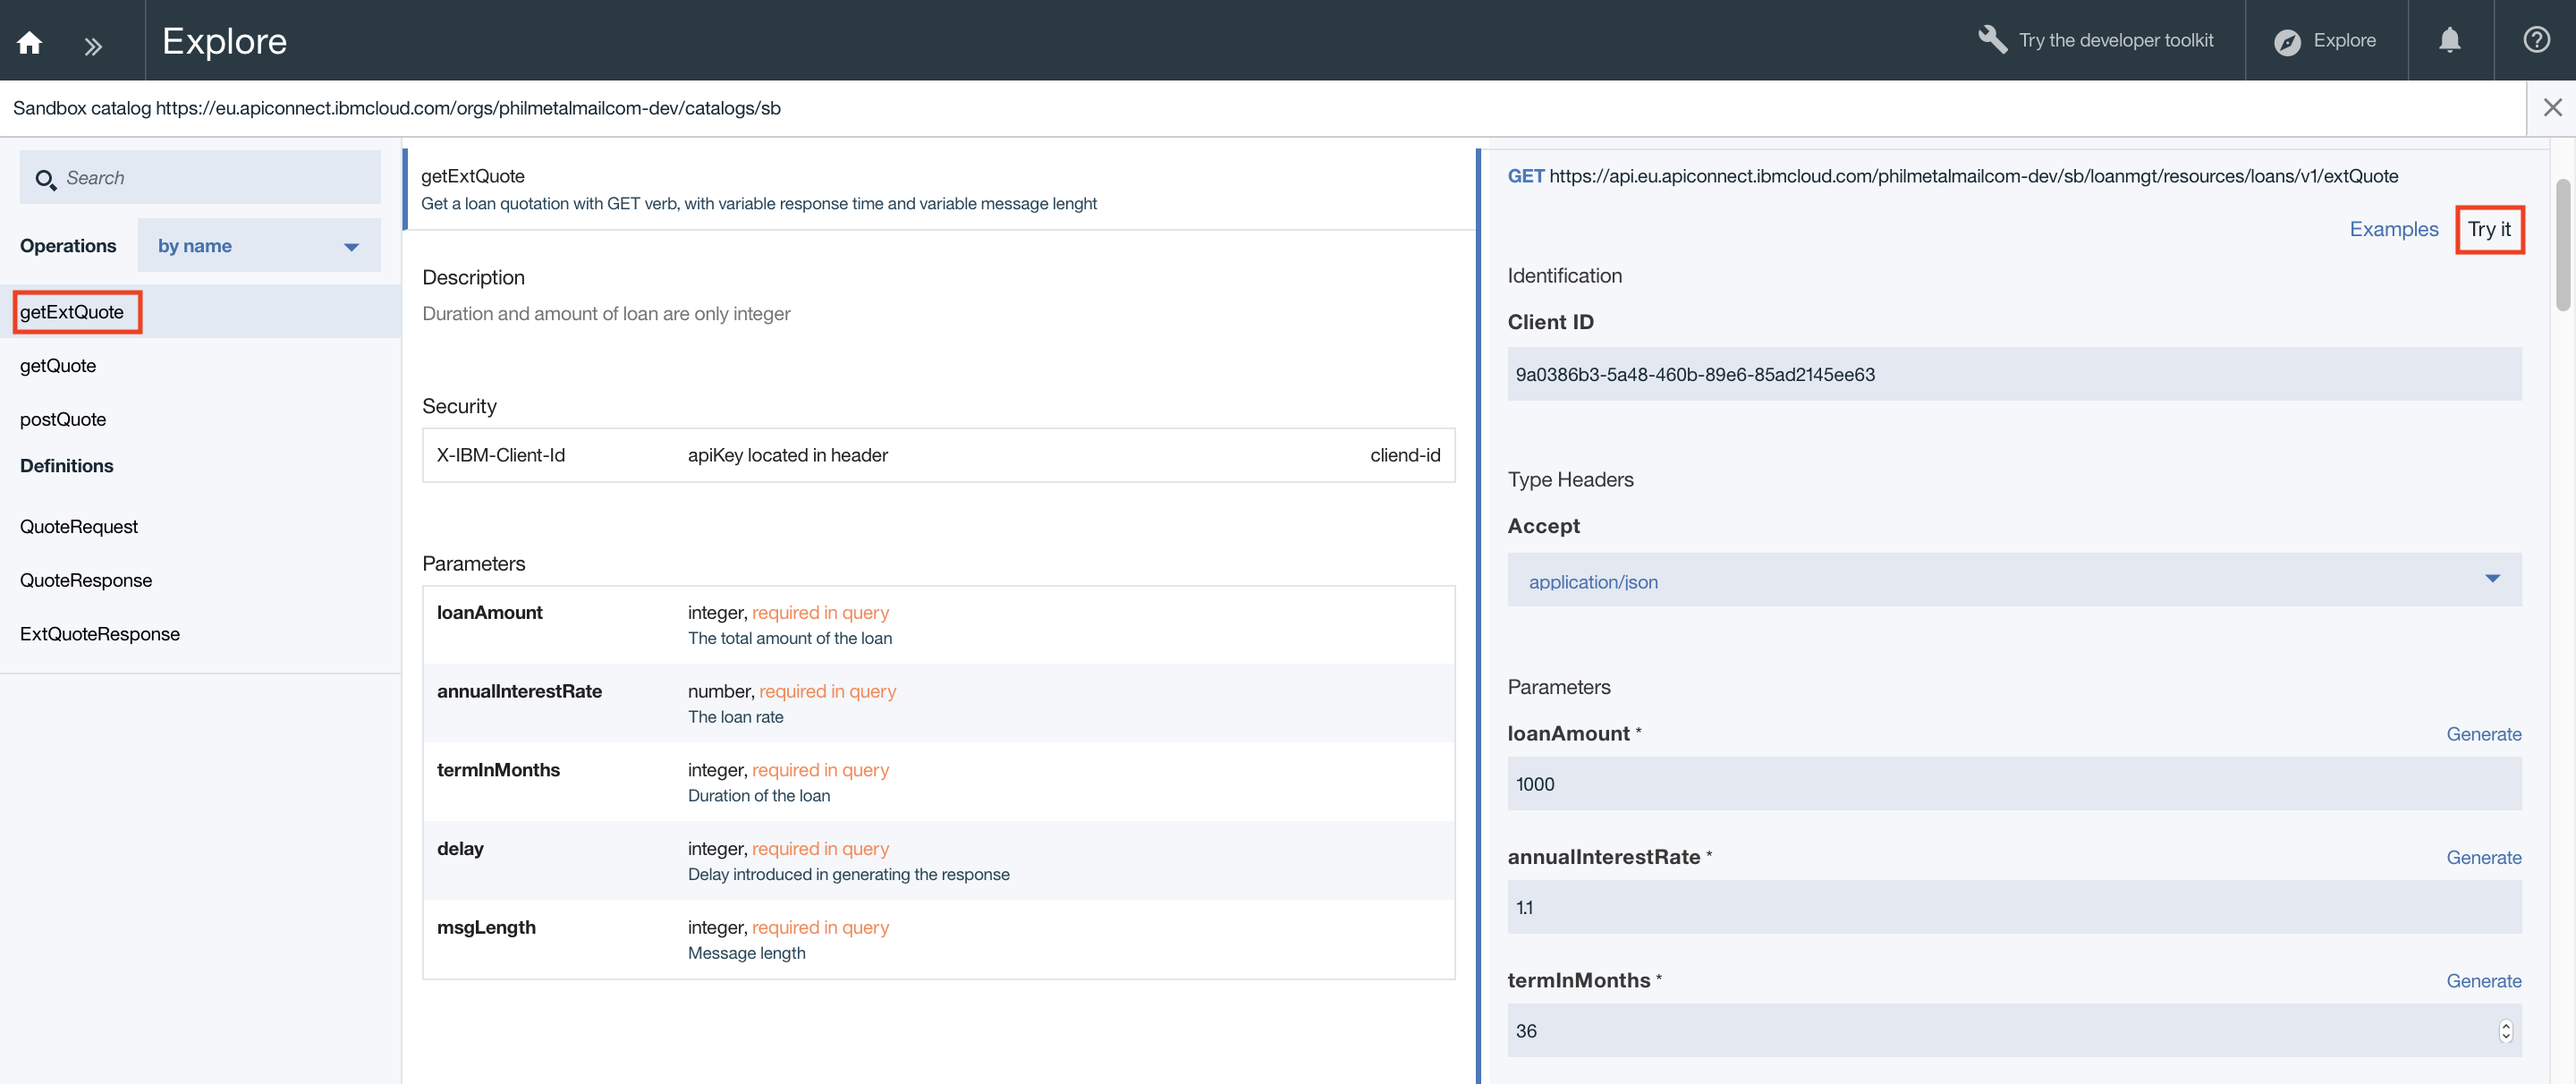 Explore
Try the developer toolkit
Explore
Sandbox catalog https://eu.apiconnect.ibmcloud.com/orgs/philmetalmailcom-dev/catalogs/sb
Search
Operations
by name
getExtQuote
getQuote
postQuote
Definitions
QuoteRequest
QuoteResponse
ExtQuoteResponse
getExtQuote
Get a loan quotation with GET verb, with variable response time and variable message lenght
Description
Duration and amount of loan are only integer
Security
X-IBM-Client-Id apiKey located in header cliend-id
Parameters
loanAmount integer, required in query
The total amount of the loan
annualInterestRate number, required in query
The loan rate
termInMonths integer, required in query
Duration of the loan
delay integer, required in query
Delay introduced in generating the response
msgLength integer, required in query
Message length
GET https://api.eu.apiconnect.ibmcloud.com/philmetalmailcom-dev/sb/loanmgt/resources/loans/v1/extQuote
Examples Try it
Identification
Client ID
9a0386b3-5a48-460b-89e6-85ad2145ee63
Type Headers
Accept
application/json
Parameters
loanAmount * Generate
1000
annualInterestRate * Generate
1.1
termInMonths * Generate
36